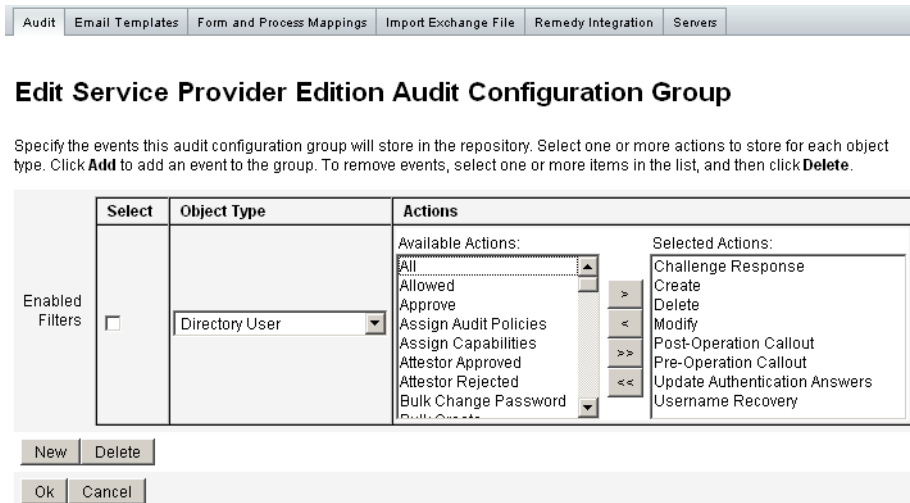 Audit Email Templates Form and Process Mappings Import Exchange File Remedy Integration Servers
Edit Service Provider Edition Audit Configuration Group
Specify the events this audit configuration group will store in the repository. Select one or more actions to store for each object
type. Click Add to add an event to the group. To remove events, select one or more items in the list, and then click Delete.
Select Object Type Actions
Enabled
Filters
Directory User
Available Actions:
All
Allowed
Approve
Assign Audit Policies
Assign Capabilities
Attestor Approved
Attestor Rejected
Bulk Change Password
>
<
>>
<<
Selected Actions:
Challenge Response
Create
Delete
Modify
Post-Operation Callout
Pre-Operation Callout
Update Authentication Answers
Username Recovery
New Delete
Ok Cancel